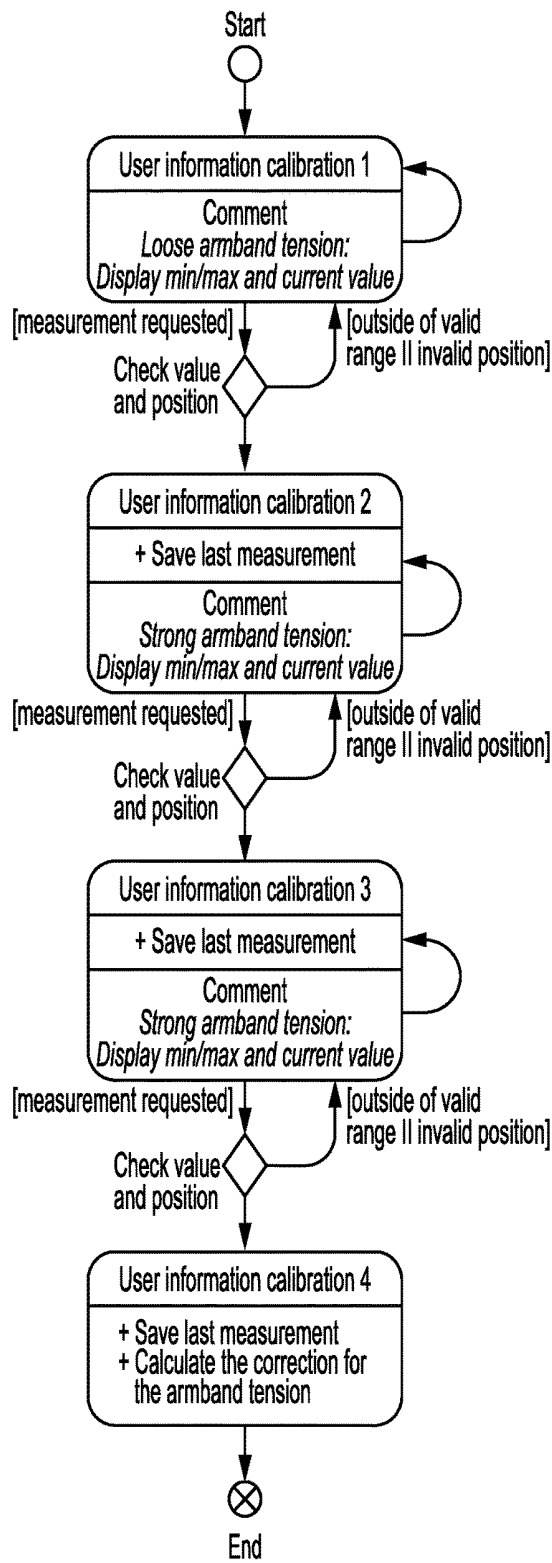 Start
User information calibration 1
Comment
Loose armband tension:
Display min/max and current value
[measurement requested]
[outside of valid
range II invalid position]
Check value
and position
User information calibration 2
+ Save last measurement
Comment
Strong armband tension:
Display min/max and current value
[measurement requested]
[outside of valid
range II invalid position]
Check value
and position
User information calibration 3
+ Save last measurement
Comment
Strong armband tension:
Display min/max and current value
[measurement requested]
[outside of valid
range II invalid position]
Check value
and position
User information calibration 4
+ Save last measurement
+ Calculate the correction for
the armband tension
End